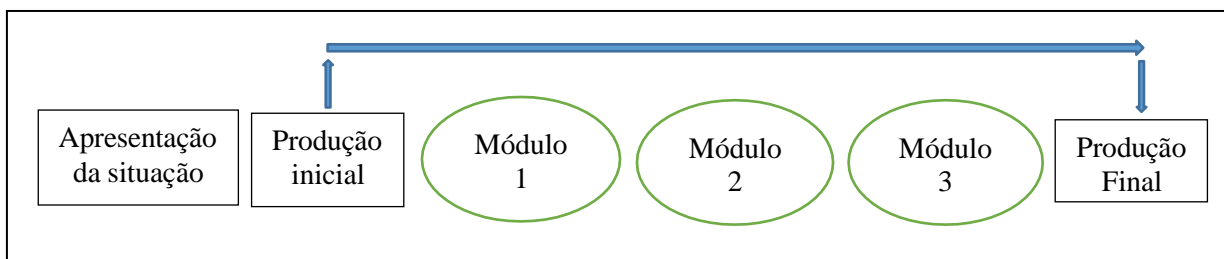 Apresentação
da situação
Produção
inicial
Módulo
1
Módulo
2
Módulo
3
Produção
Final